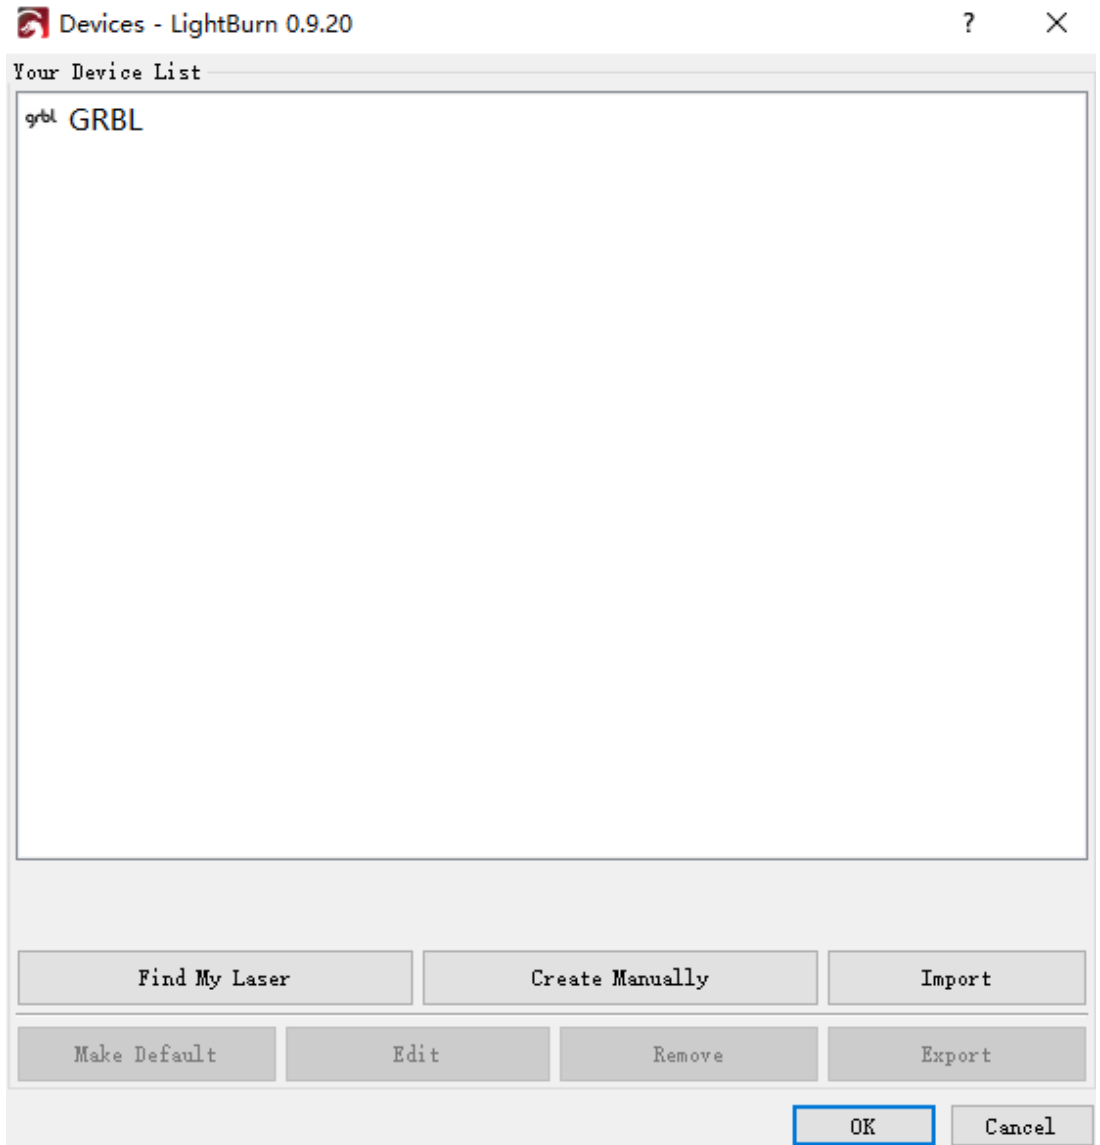 Devices - LightBurn 0.9.20 ?
Your Device List
grbl GRBL
Find My Laser Create Manually Import
Make Default Edit Remove Export
OK Cancel